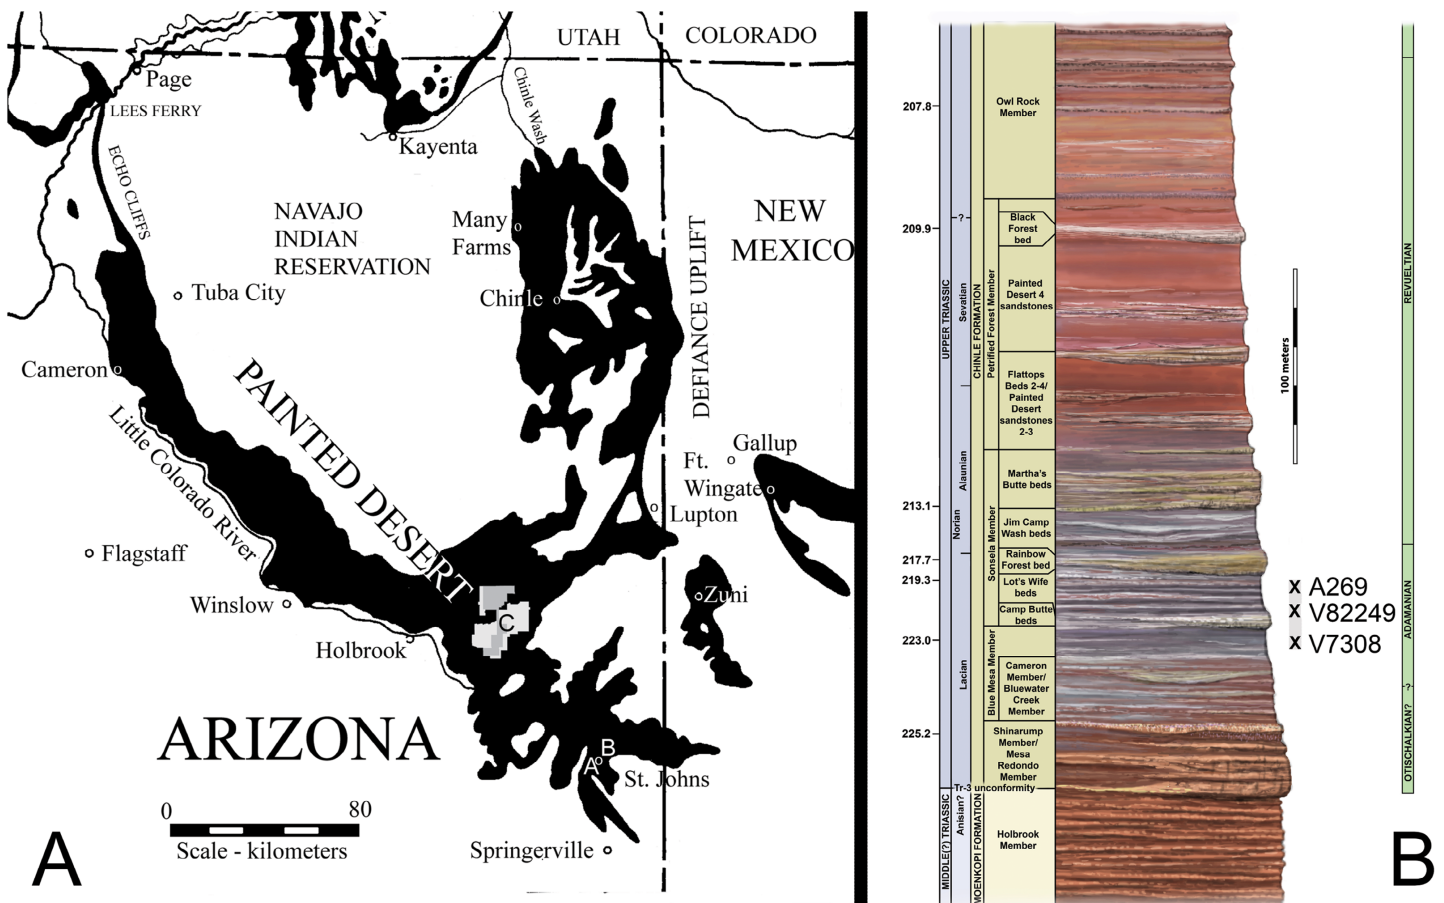 UTAH
COLORADO
Page
LEES FERRY
Chinle Wash
Kayenta
ECHO CLIFFS
NAVAJO
INDIAN
RESERVATION
Many
Farms
NEW
MEXICO
DEFIANCE UPLIFT
Tuba City
Chinle
Cameron
PAINTED DESERT
Little Colorado River
Gallup
Ft.
Wingate
Lupton
Flagstaff
Winslow
Zuni
C
Holbrook
ARIZONA
B
A
St. Johns
0 80
Scale - kilometers
Springerville
A
207.8
209.9
213.1
217.7
219.3
223.0
225.2
UPPER TRIASSIC
MIDDLE(?) TRIASSIC
?
Sevatian
Alaunian
Norian
Lacian
Anisian?
CHINLE FORMATION
MOENKOPI FORMATION
Petrified Forest Member
Sonsela Member
Blue Mesa Member
Owl Rock
Member
Black
Forest
bed
Painted
Desert 4
sandstones
Flattops
Beds 2-4/
Painted
Desert
sandstones
2-3
Martha's
Butte beds
Jim Camp
Wash beds
Rainbow
Forest bed
Lot's Wife
beds
Camp Butte
beds
Cameron
Member/
Bluewater
Creek
Member
Shinarump
Member/
Mesa
Redondo
Member
Tr-3 unconformity
Holbrook
Member
100 meters
X A269
X V82249
X V7308
REVUELTIAN
ADAMANIAN
?
OTISCHALKIAN?
B